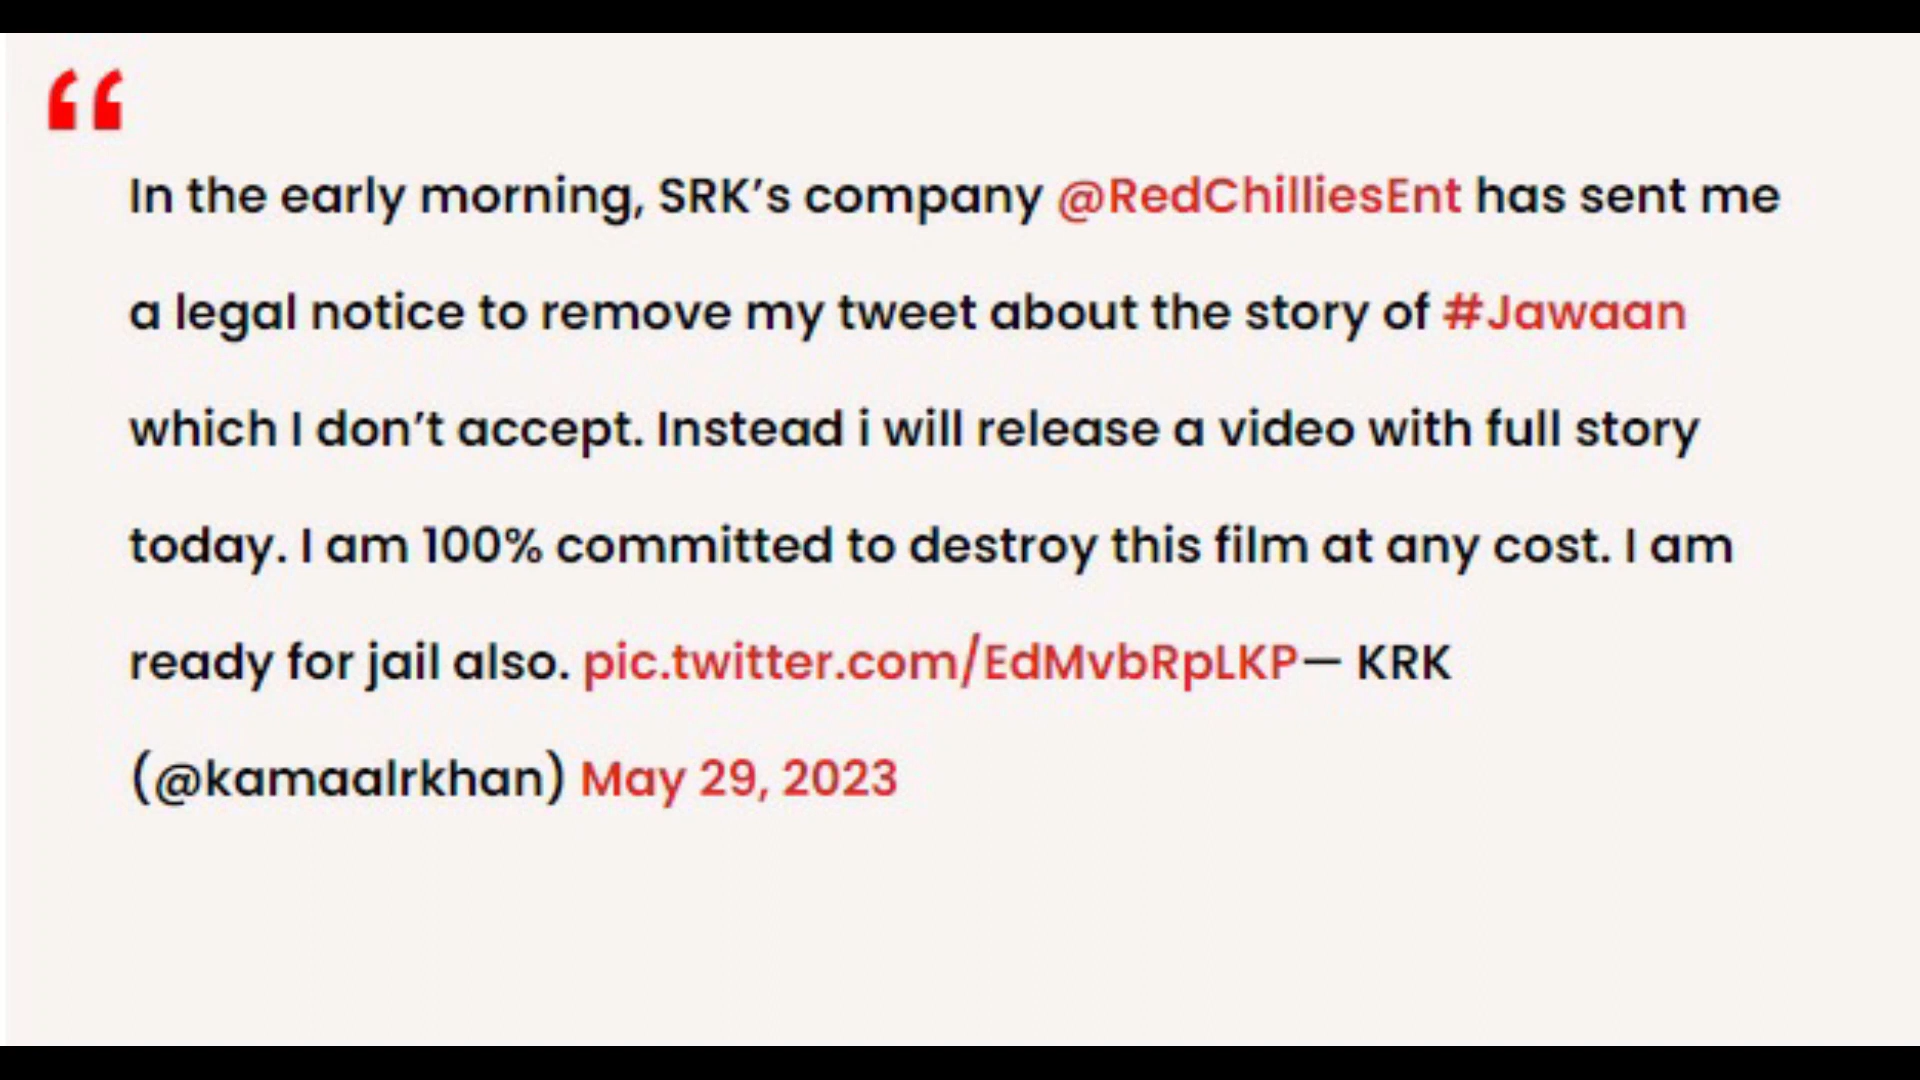 “
In the early morning, SRK’s company @RedChilliesEnt has sent me
a legal notice to remove my tweet about the story of #Jawaan
which I don’t accept. Instead i will release a video with full story
today. I am 100% committed to destroy this film at any cost. I am
ready for jail also. pic.twitter.com/EdMvbRpLKP— KRK
(@kamaalrkhan) May 29, 2023